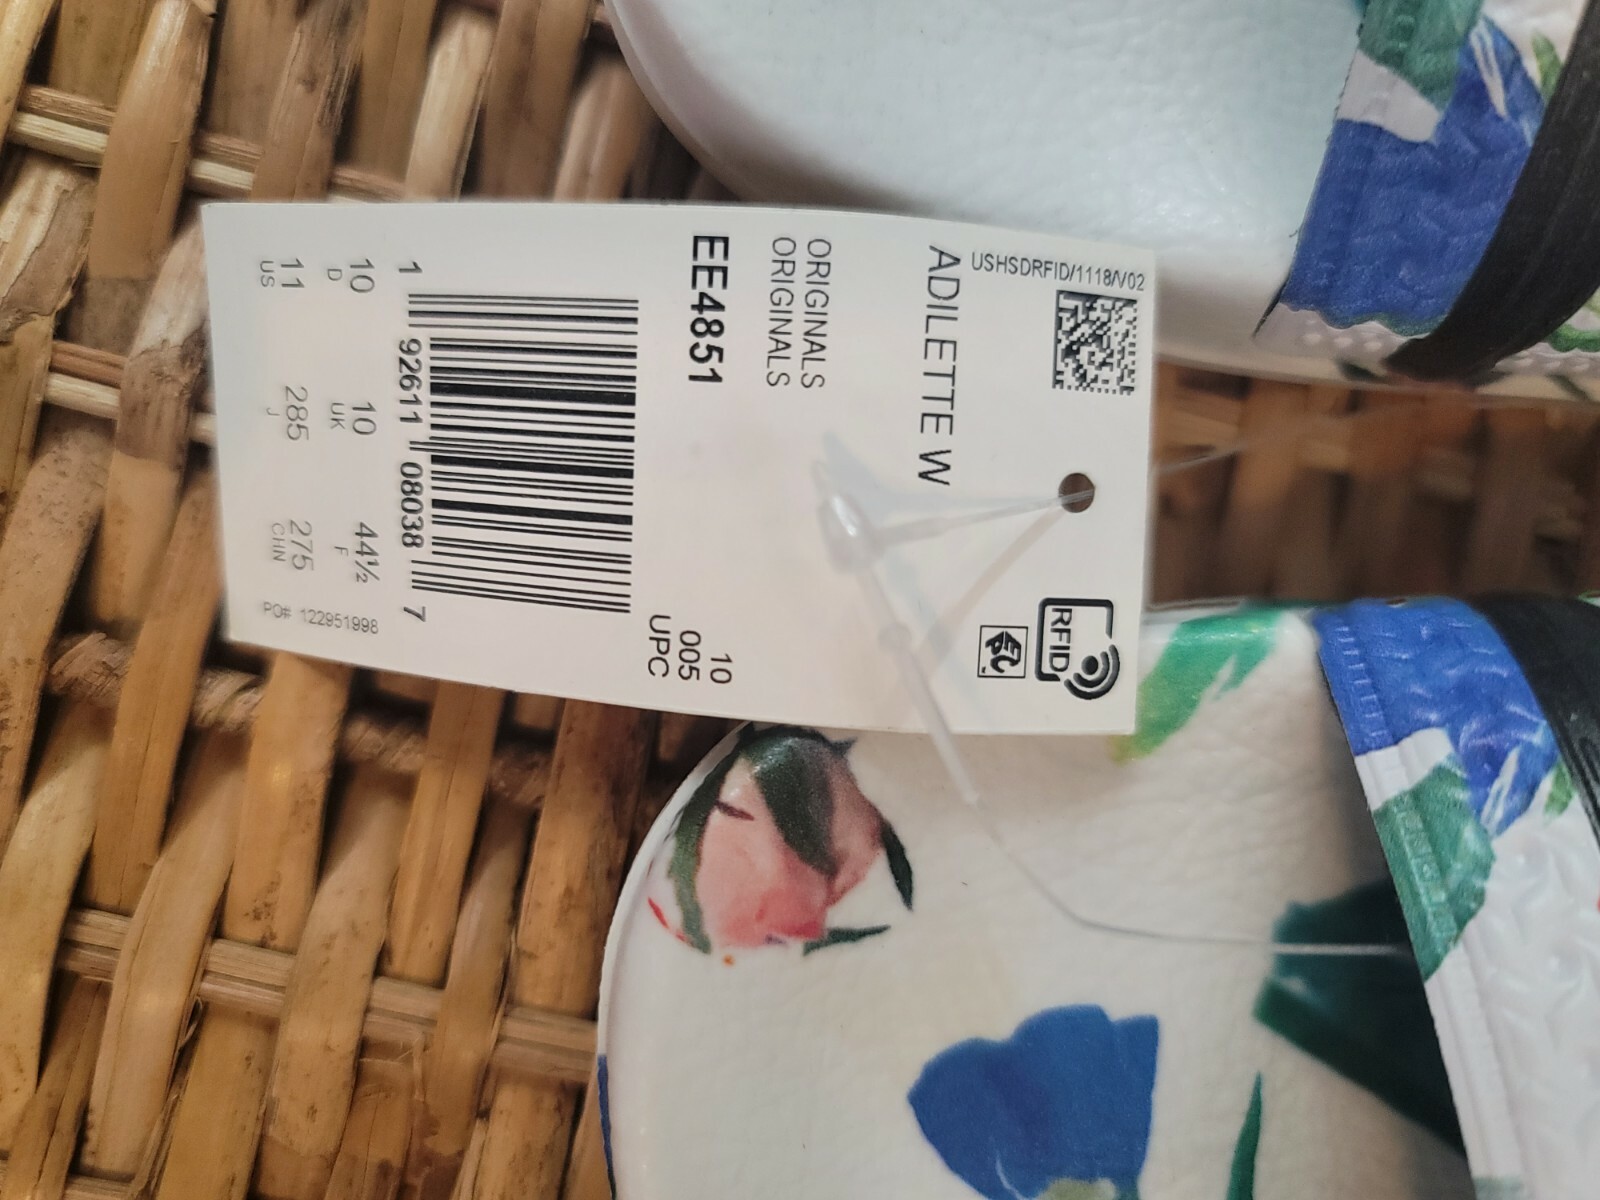 USHSDRFID/1118/V02
ADILETTE W
RFID
EPC
ORIGINALS
ORIGINALS
EE4851
10
005
UPC
1 92611 08038 7
10 10 44½
D UK F
11 285 275
US J CHN
PO# 122951998